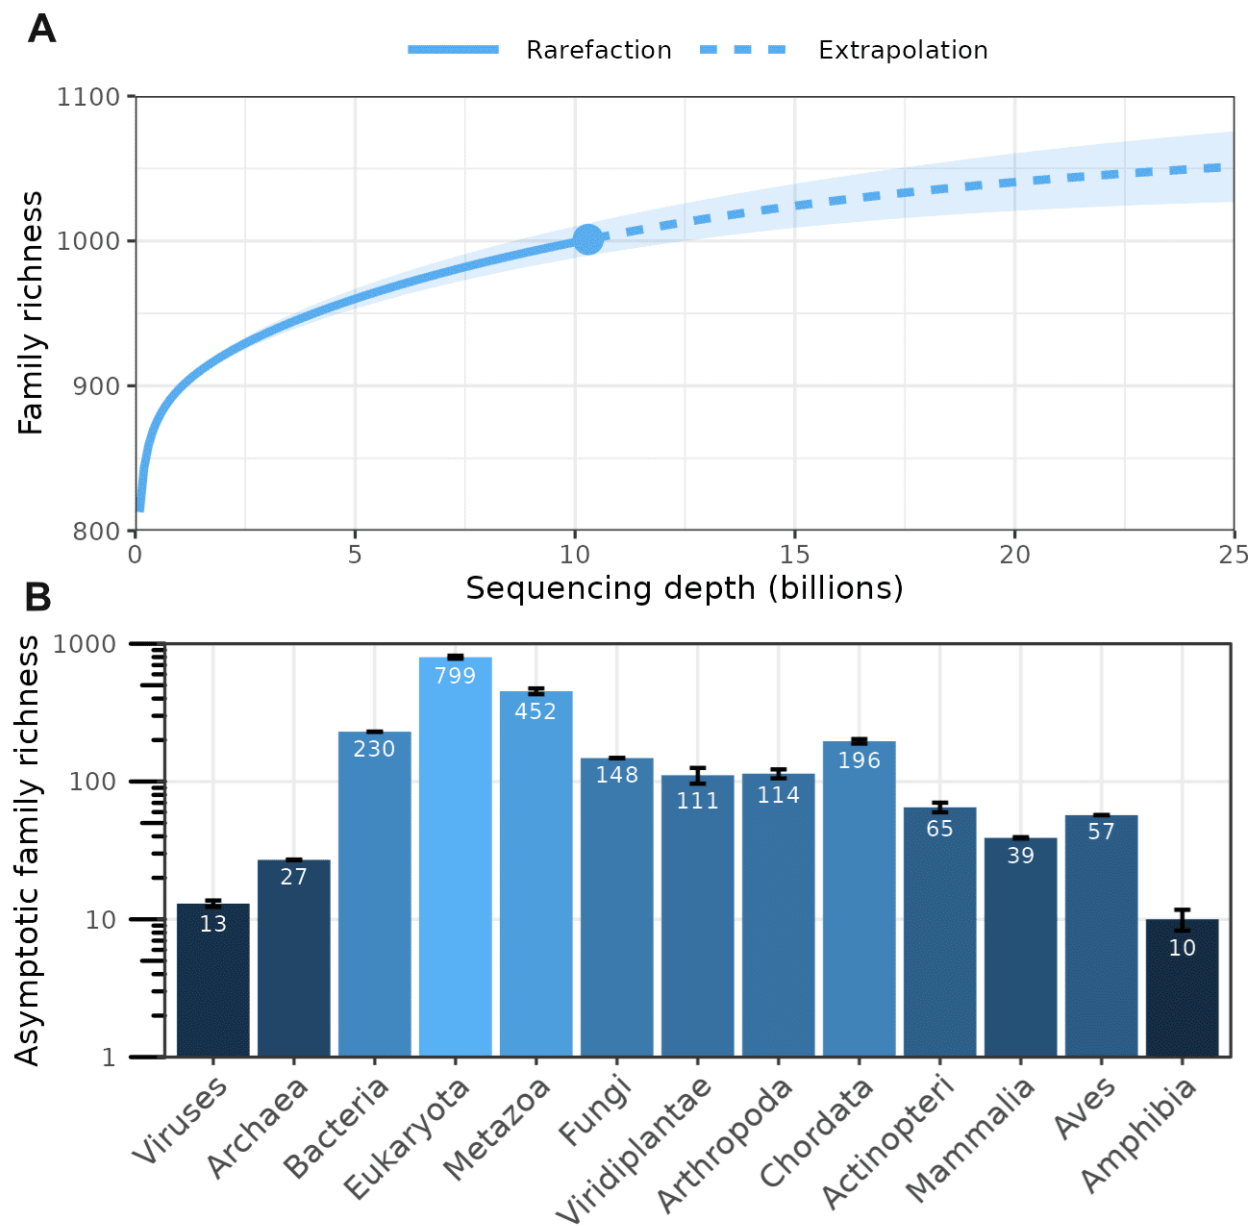 A
Rarefaction Extrapolation
Family richness
1100
1000
900
800
0 5 10 15 20 25
Sequencing depth (billions)
B
Asymptotic family richness
1000
100
10
1
13 27 230 799 452 148 111 114 196 65 39 57 10
Viruses Archaea Bacteria Eukaryota Metazoa Fungi Viridiplantae Arthropoda Chordata Actinopteri Mammalia Aves Amphibia